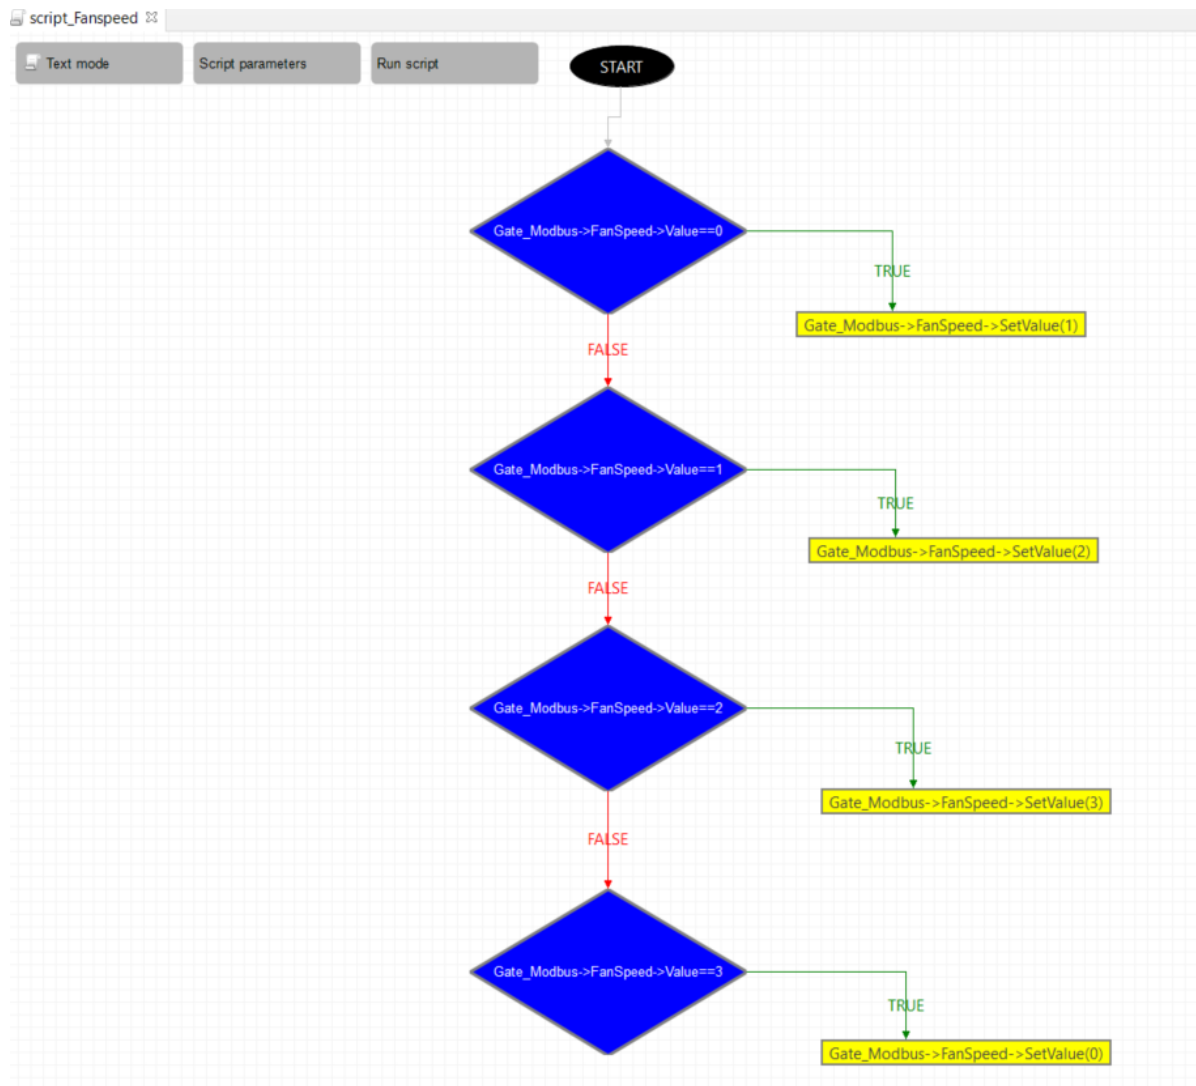 script_Fanspeed
Text mode
Script parameters
Run script
START
Gate_Modbus->FanSpeed->Value==0
TRUE
Gate_Modbus->FanSpeed->SetValue(1)
FALSE
Gate_Modbus->FanSpeed->Value==1
TRUE
Gate_Modbus->FanSpeed->SetValue(2)
FALSE
Gate_Modbus->FanSpeed->Value==2
TRUE
Gate_Modbus->FanSpeed->SetValue(3)
FALSE
Gate_Modbus->FanSpeed->Value==3
TRUE
Gate_Modbus->FanSpeed->SetValue(0)